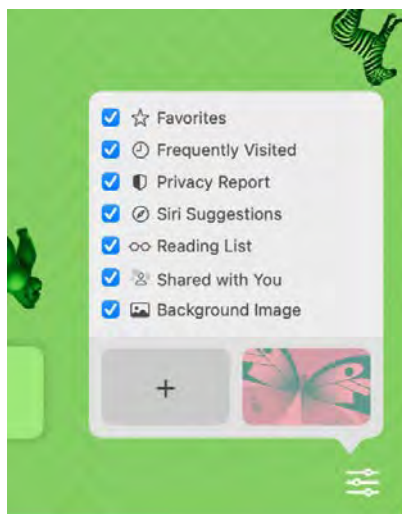 Favorites
Frequently Visited
Privacy Report
Siri Suggestions
Reading List
Shared with You
Background Image
+